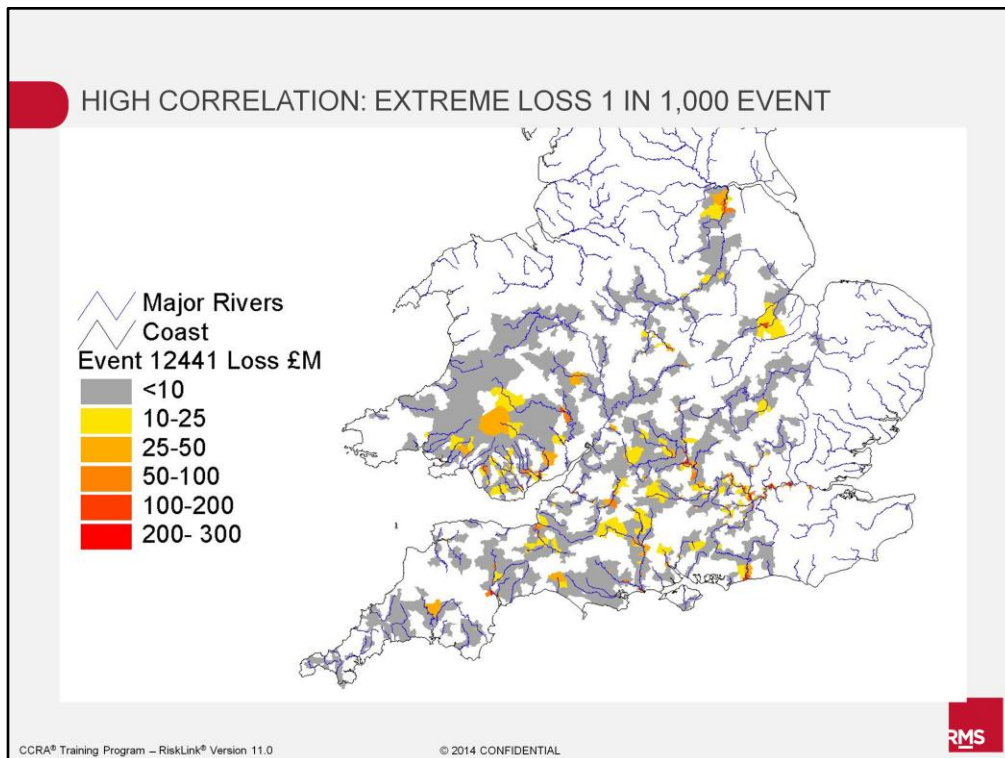 HIGH CORRELATION: EXTREME LOSS 1 IN 1,000 EVENT
Major Rivers
Coast
Event 12441 Loss £M
<10
10-25
25-50
50-100
100-200
200- 300
CCRA® Training Program – RiskLink® Version 11.0
© 2014 CONFIDENTIAL
RMS